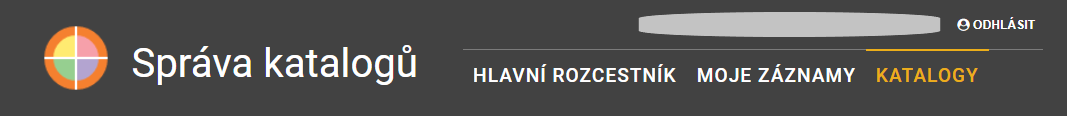 ODHLÁSIT
Správa katalogů
HLAVNÍ ROZCESTNÍK MOJE ZÁZNAMY KATALOGY